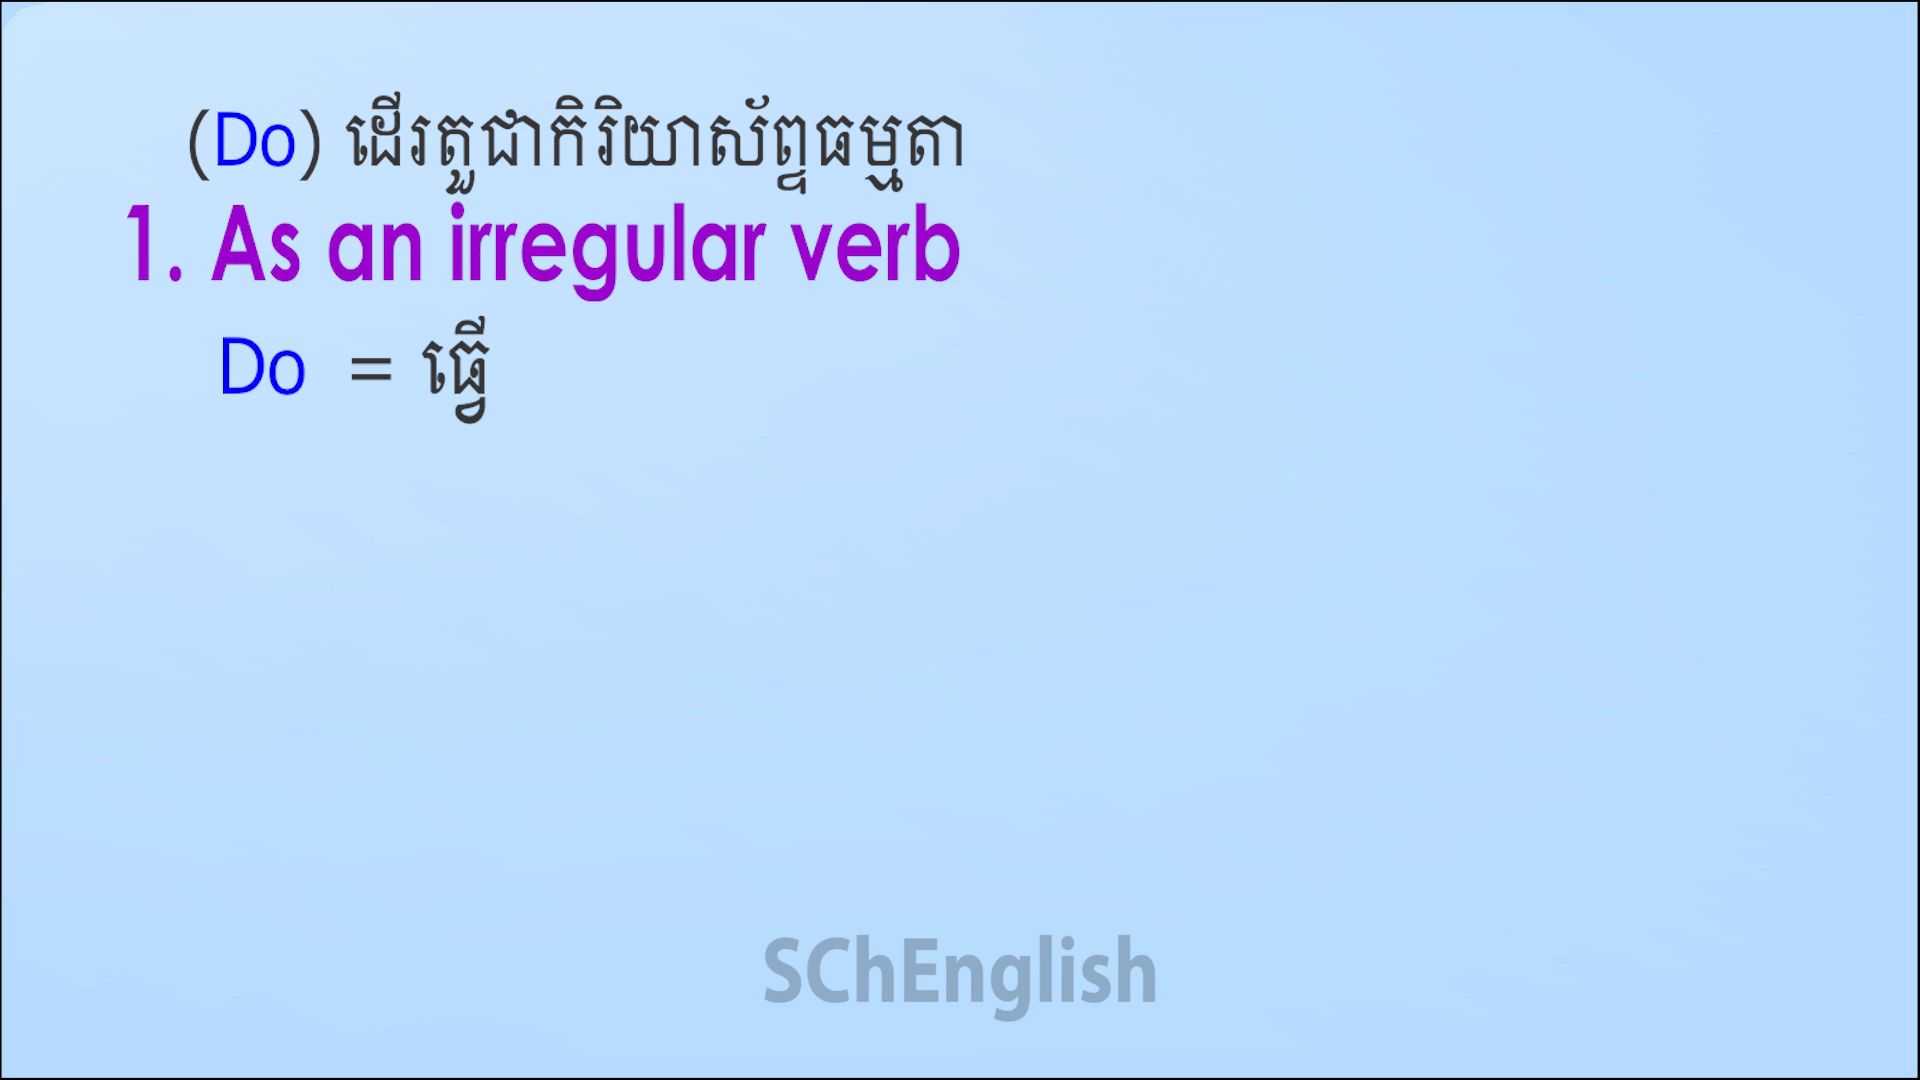 (Do) ដើរតួជាកិរិយាស័ព្ទធម្មតា
1. As an irregular verb
Do = ធ្វើ
SChEnglish